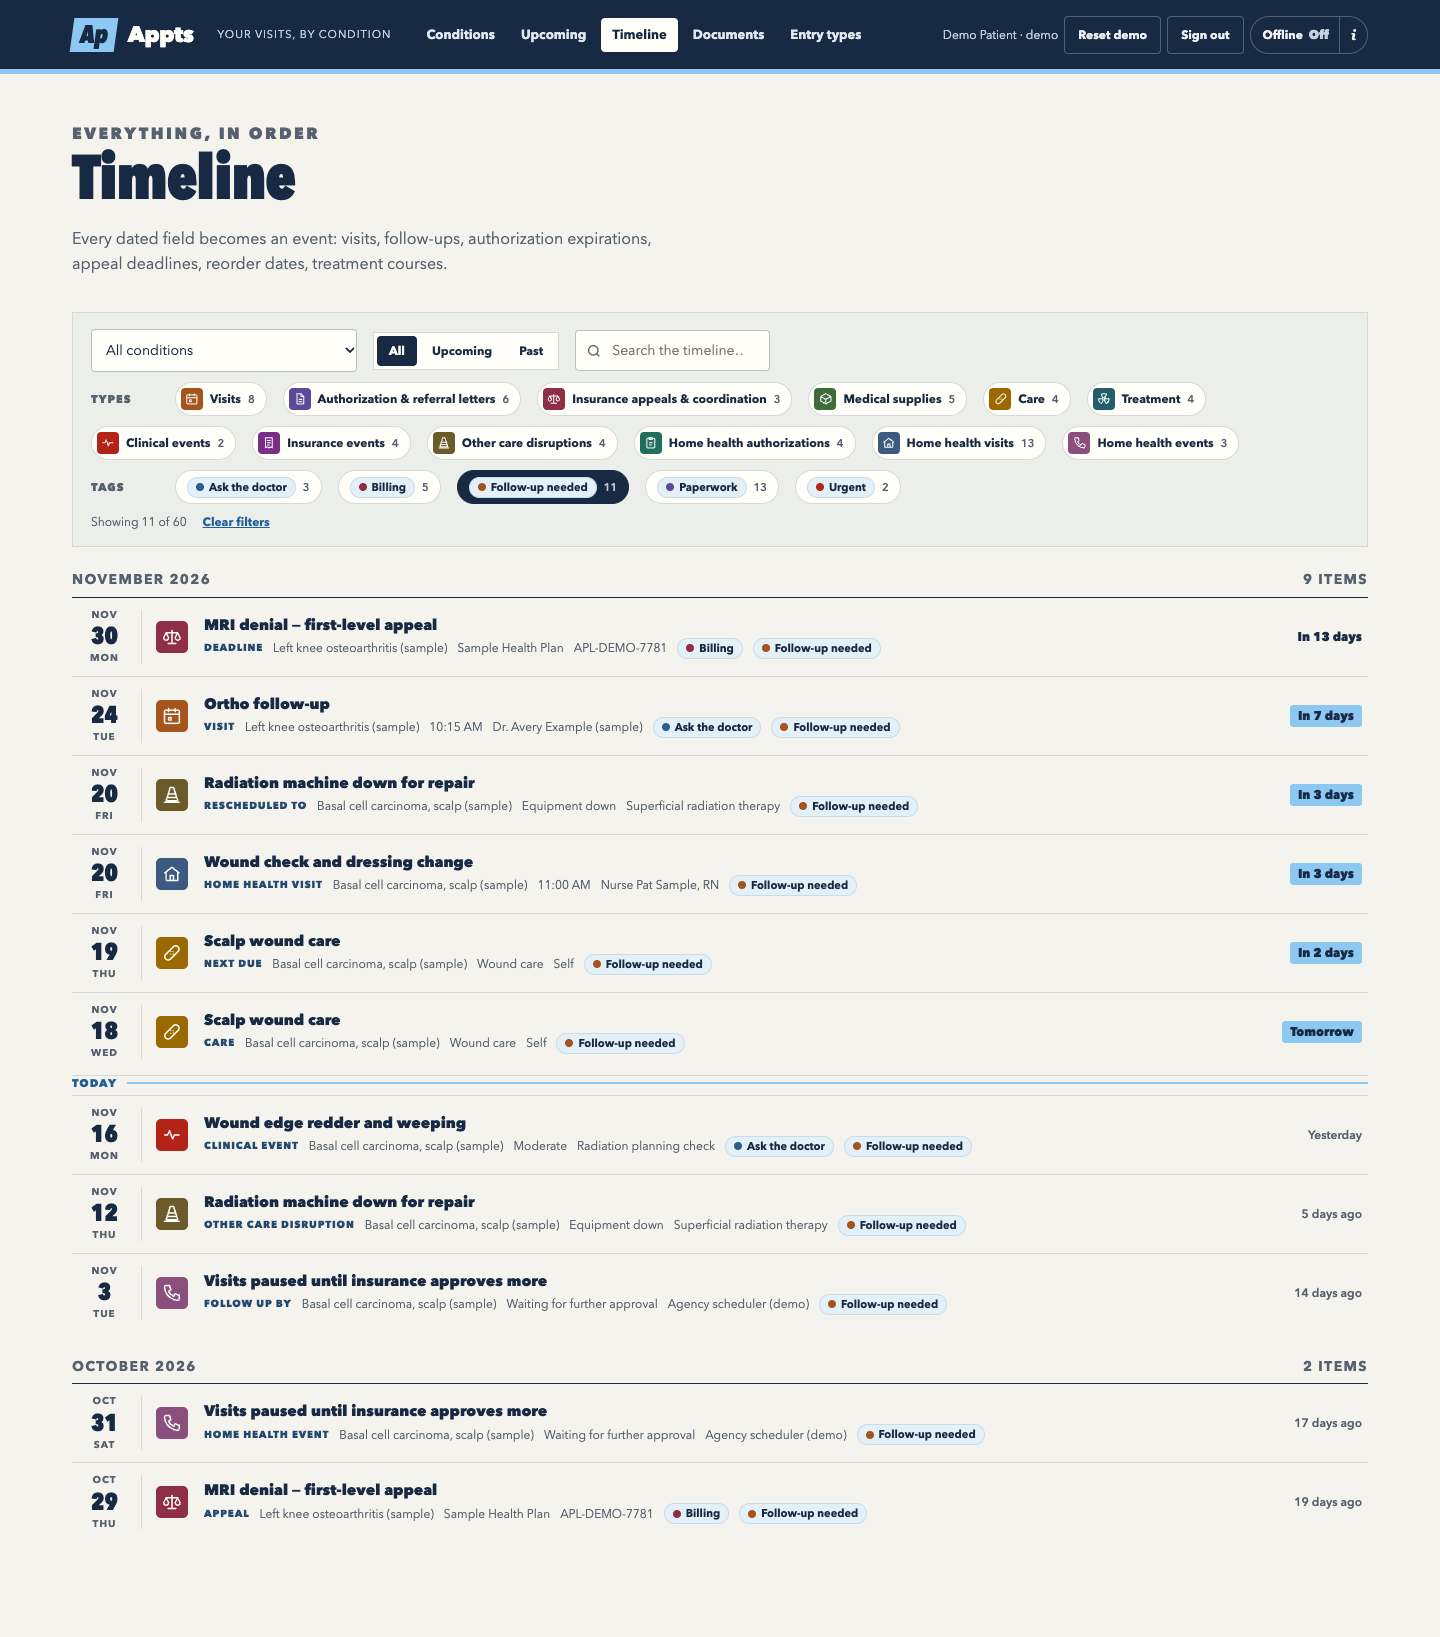 Ap Appts YOUR VISITS, BY CONDITION Conditions Upcoming Timeline Documents Entry types Demo Patient · demo Reset demo Sign out Offline Off i
EVERYTHING, IN ORDER
Timeline
Every dated field becomes an event: visits, follow-ups, authorization expirations,
appeal deadlines, reorder dates, treatment courses.
All conditions All Upcoming Past Search the timeline..
TYPES Visits 8 Authorization & referral letters 6 Insurance appeals & coordination 3 Medical supplies 5 Care 4 Treatment 4
Clinical events 2 Insurance events 4 Other care disruptions 4 Home health authorizations 4 Home health visits 13 Home health events 3
TAGS Ask the doctor 3 Billing 5 Follow-up needed 11 Paperwork 13 Urgent 2
Showing 11 of 60 Clear filters
NOVEMBER 2026 9 ITEMS
NOV
30
MON
MRI denial – first-level appeal
DEADLINE Left knee osteoarthritis (sample) Sample Health Plan APL-DEMO-7781 Billing Follow-up needed
In 13 days
NOV
24
TUE
Ortho follow-up
VISIT Left knee osteoarthritis (sample) 10:15 AM Dr. Avery Example (sample) Ask the doctor Follow-up needed
In 7 days
NOV
20
FRI
Radiation machine down for repair
RESCHEDULED TO Basal cell carcinoma, scalp (sample) Equipment down Superficial radiation therapy Follow-up needed
In 3 days
NOV
20
FRI
Wound check and dressing change
HOME HEALTH VISIT Basal cell carcinoma, scalp (sample) 11:00 AM Nurse Pat Sample, RN Follow-up needed
In 3 days
NOV
19
THU
Scalp wound care
NEXT DUE Basal cell carcinoma, scalp (sample) Wound care Self Follow-up needed
In 2 days
NOV
18
WED
Scalp wound care
CARE Basal cell carcinoma, scalp (sample) Wound care Self Follow-up needed
Tomorrow
TODAY
NOV
16
MON
Wound edge redder and weeping
CLINICAL EVENT Basal cell carcinoma, scalp (sample) Moderate Radiation planning check Ask the doctor Follow-up needed
Yesterday
NOV
12
THU
Radiation machine down for repair
OTHER CARE DISRUPTION Basal cell carcinoma, scalp (sample) Equipment down Superficial radiation therapy Follow-up needed
5 days ago
NOV
3
TUE
Visits paused until insurance approves more
FOLLOW UP BY Basal cell carcinoma, scalp (sample) Waiting for further approval Agency scheduler (demo) Follow-up needed
14 days ago
OCTOBER 2026 2 ITEMS
OCT
31
SAT
Visits paused until insurance approves more
HOME HEALTH EVENT Basal cell carcinoma, scalp (sample) Waiting for further approval Agency scheduler (demo) Follow-up needed
17 days ago
OCT
29
THU
MRI denial – first-level appeal
APPEAL Left knee osteoarthritis (sample) Sample Health Plan APL-DEMO-7781 Billing Follow-up needed
19 days ago